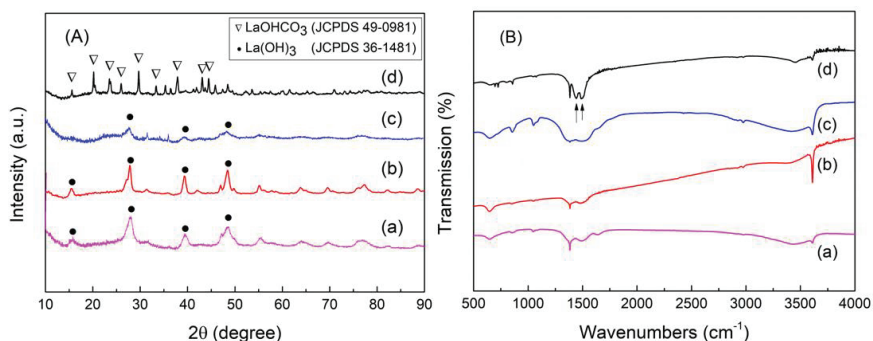 (A)
▽ LaOHCO₃ (JCPDS 49-0981)
• La(OH)₃ (JCPDS 36-1481)
(d)
(c)
(b)
(a)
Intensity (a.u.)
10 20 30 40 50 60 70 80 90
2θ (degree)
(B)
(d)
(c)
(b)
(a)
Transmission (%)
500 1000 1500 2000 2500 3000 3500 4000
Wavenumbers (cm⁻¹)